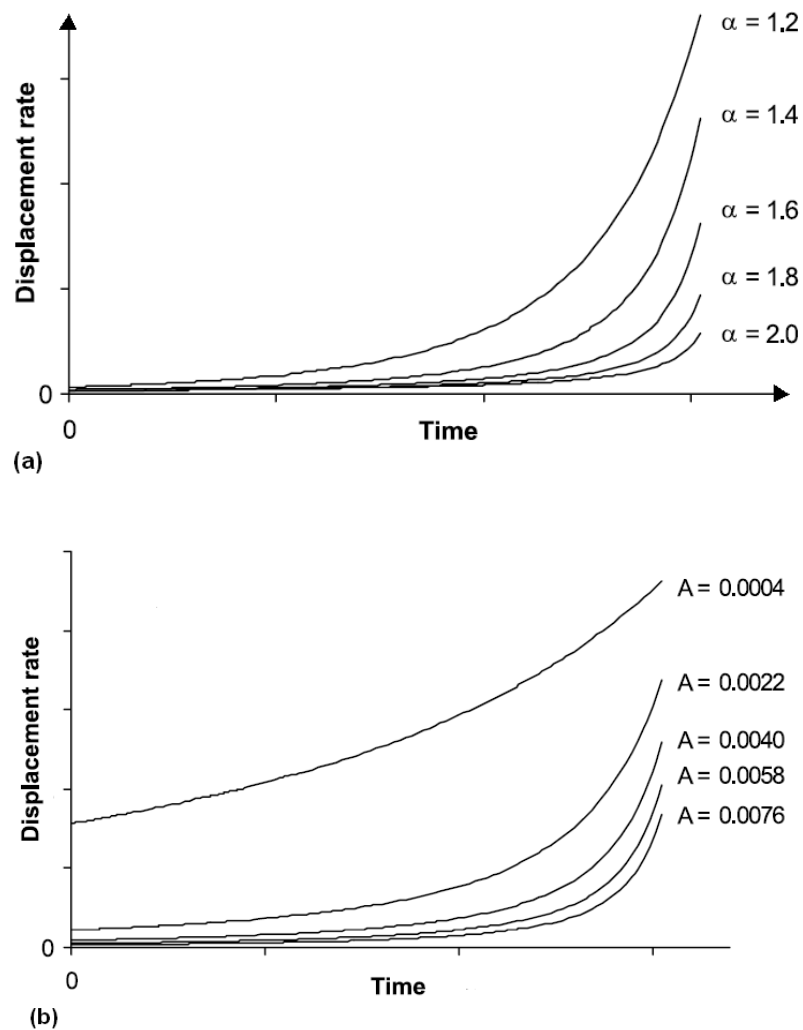 α = 1.2
α = 1.4
α = 1.6
α = 1.8
α = 2.0
Displacement rate
0
0
Time
(a)
A = 0.0004
A = 0.0022
A = 0.0040
A = 0.0058
A = 0.0076
Displacement rate
0
0
Time
(b)